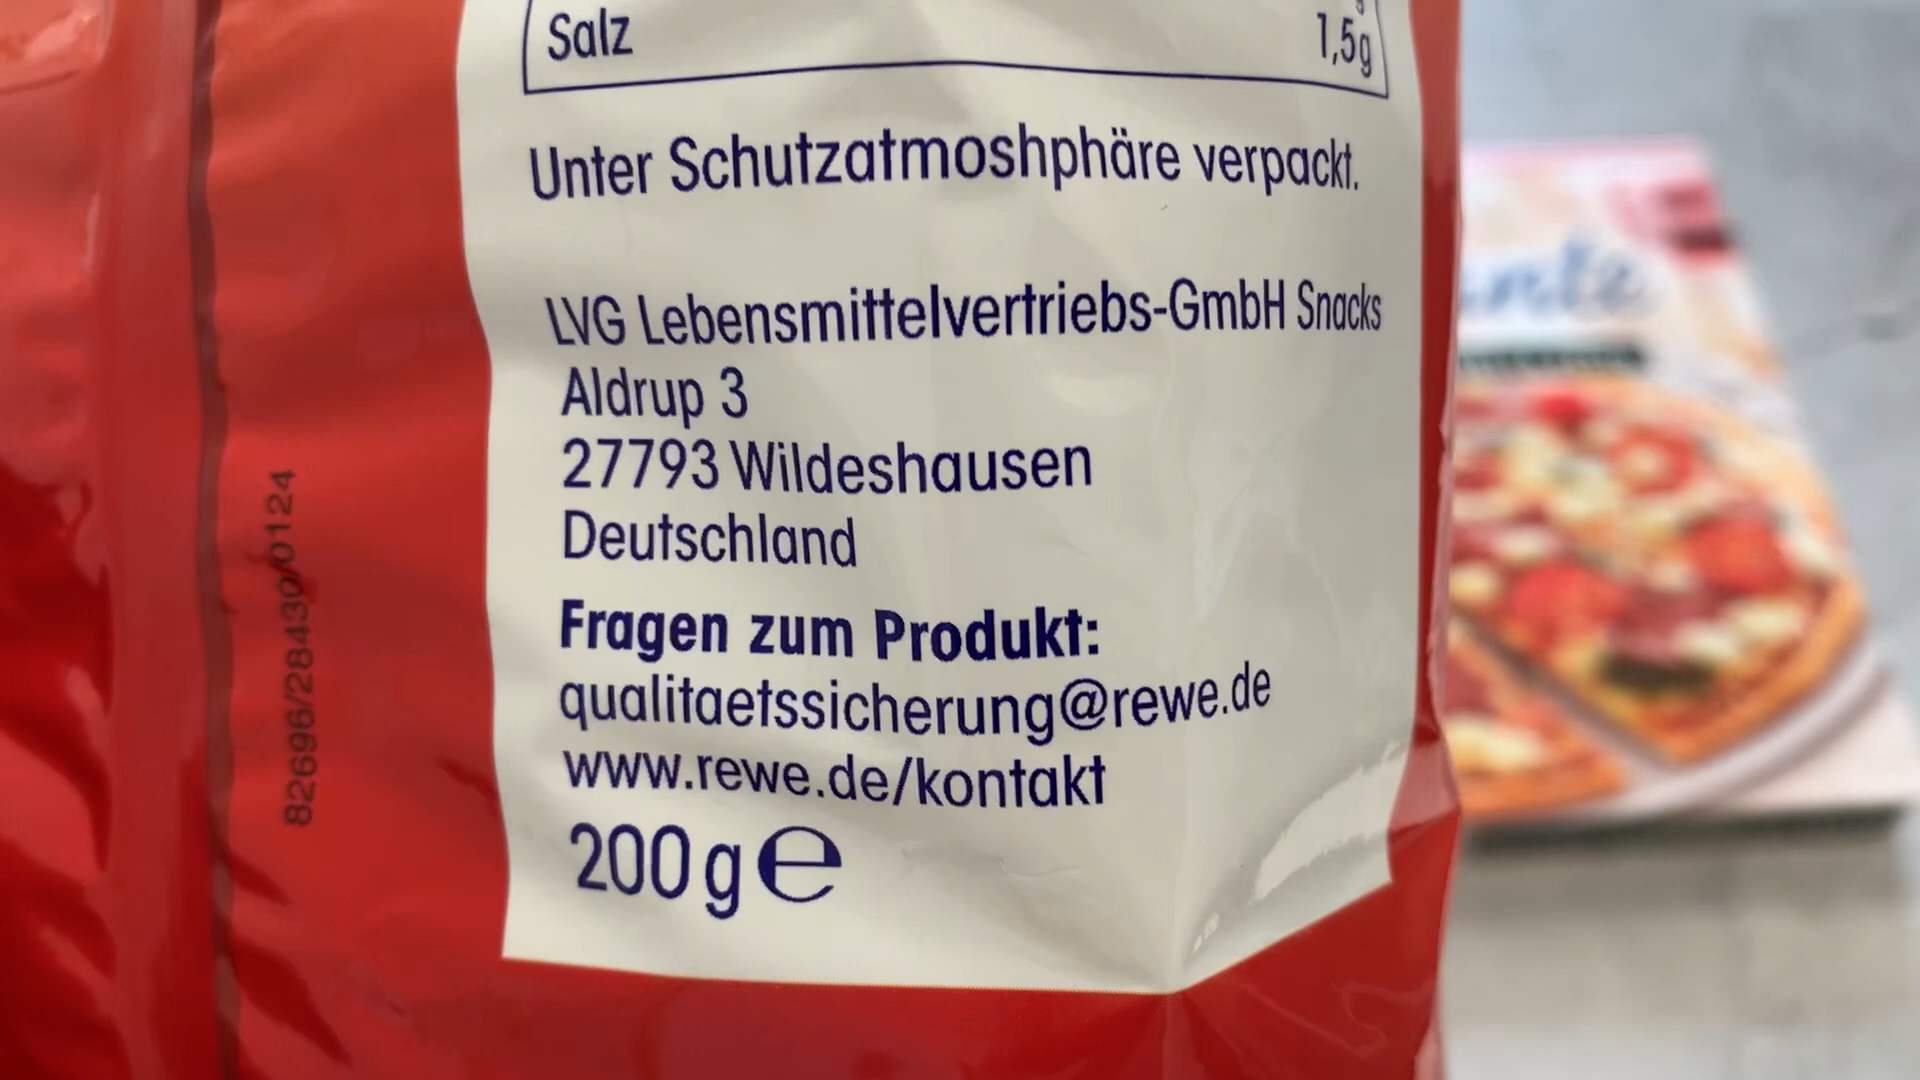 Salz 1,5g
Unter Schutzatmoshphäre verpackt.
LVG Lebensmittelvertriebs-GmbH Snacks
Aldrup 3
27793 Wildeshausen
Deutschland
Fragen zum Produkt:
qualitaetssicherung@rewe.de
www.rewe.de/kontakt
200 g e
82696/28430/0124